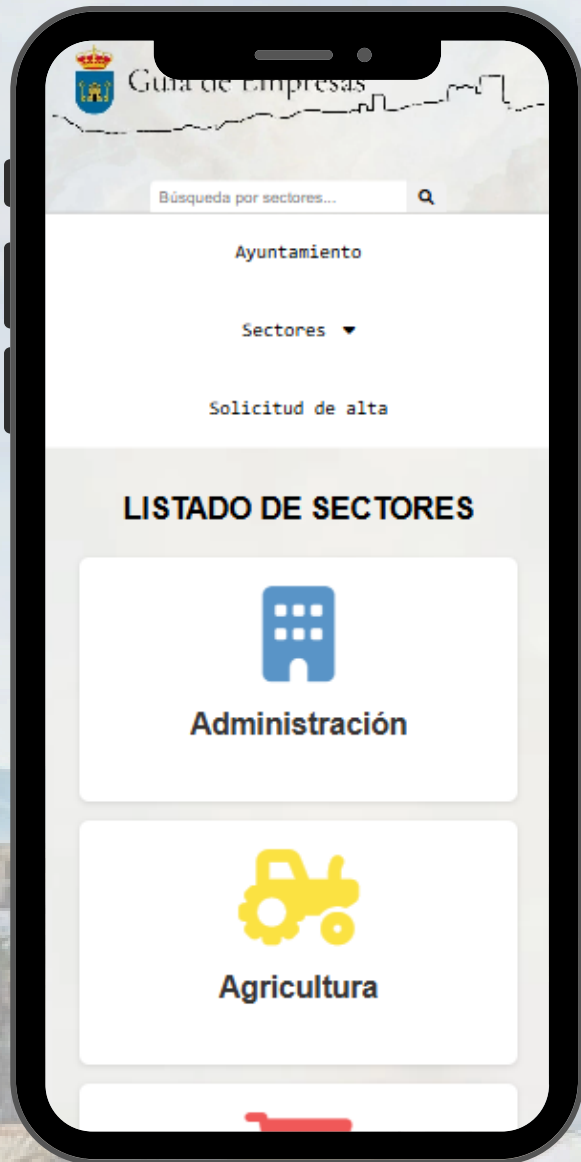 Guía de Empresas
Búsqueda por sectores...
Ayuntamiento
Sectores
Solicitud de alta
LISTADO DE SECTORES
Administración
Agricultura